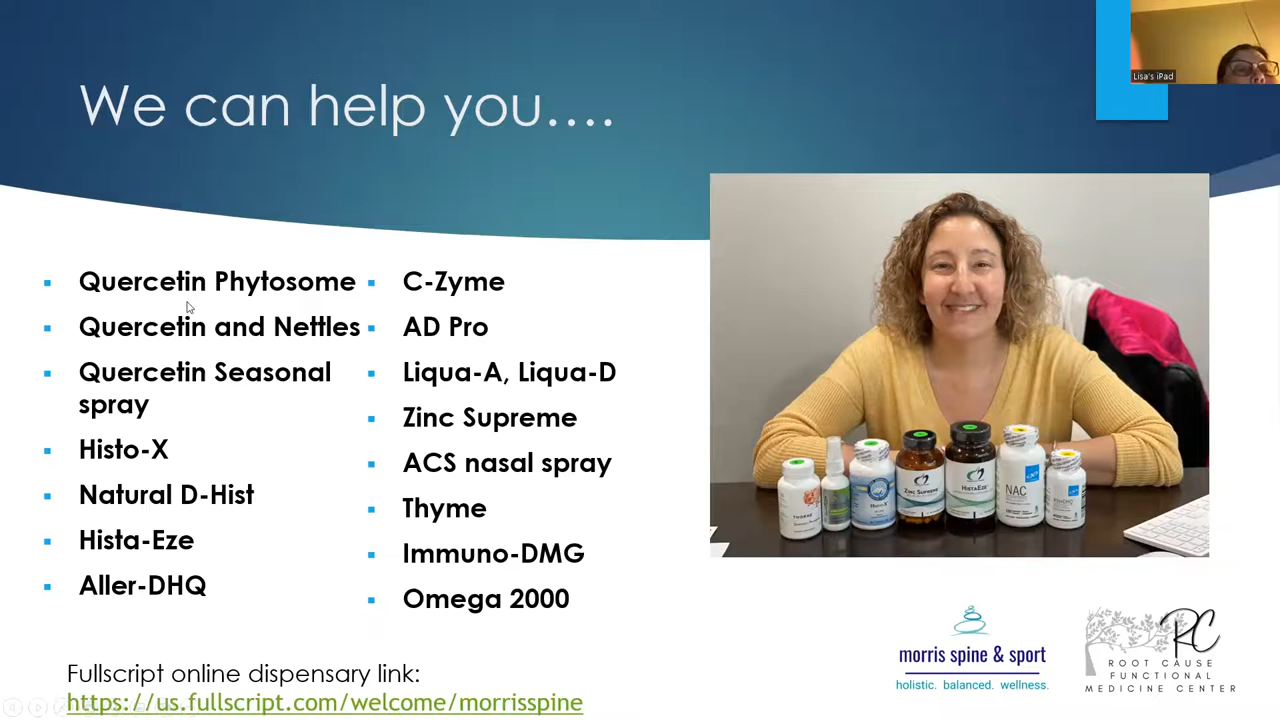 Lisa's iPad
We can help you....
Quercetin Phytosome
Quercetin and Nettles
Quercetin Seasonal
spray
Histo-X
Natural D-Hist
Hista-Eze
Aller-DHQ
C-Zyme
AD Pro
Liqua-A, Liqua-D
Zinc Supreme
ACS nasal spray
Thyme
Immuno-DMG
Omega 2000
THORNE
ZINC SUPREME
HISTAEZE
NAC
Fullscript online dispensary link:
https://us.fullscript.com/welcome/morrisspine
morris spine & sport
holistic. balanced. wellness.
RC
ROOT CAUSE
FUNCTIONAL
MEDICINE CENTER